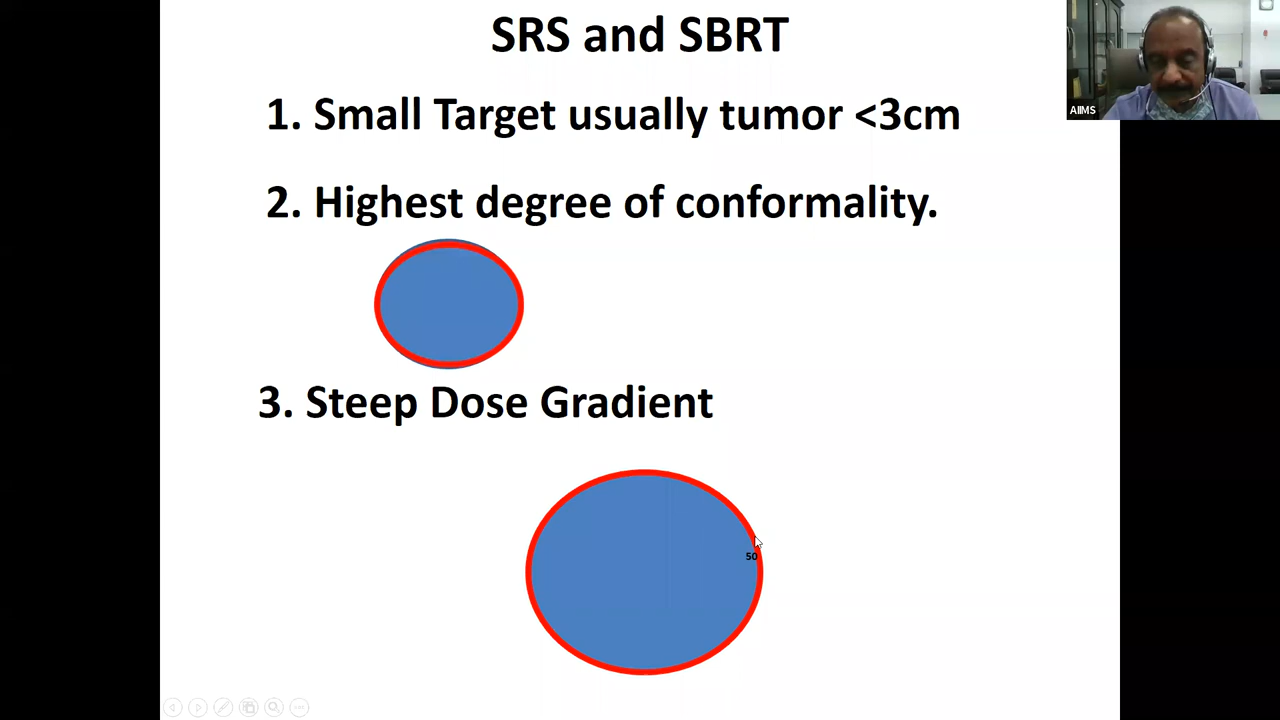 SRS and SBRT
AIIMS
1. Small Target usually tumor <3cm
2. Highest degree of conformality.
3. Steep Dose Gradient
50